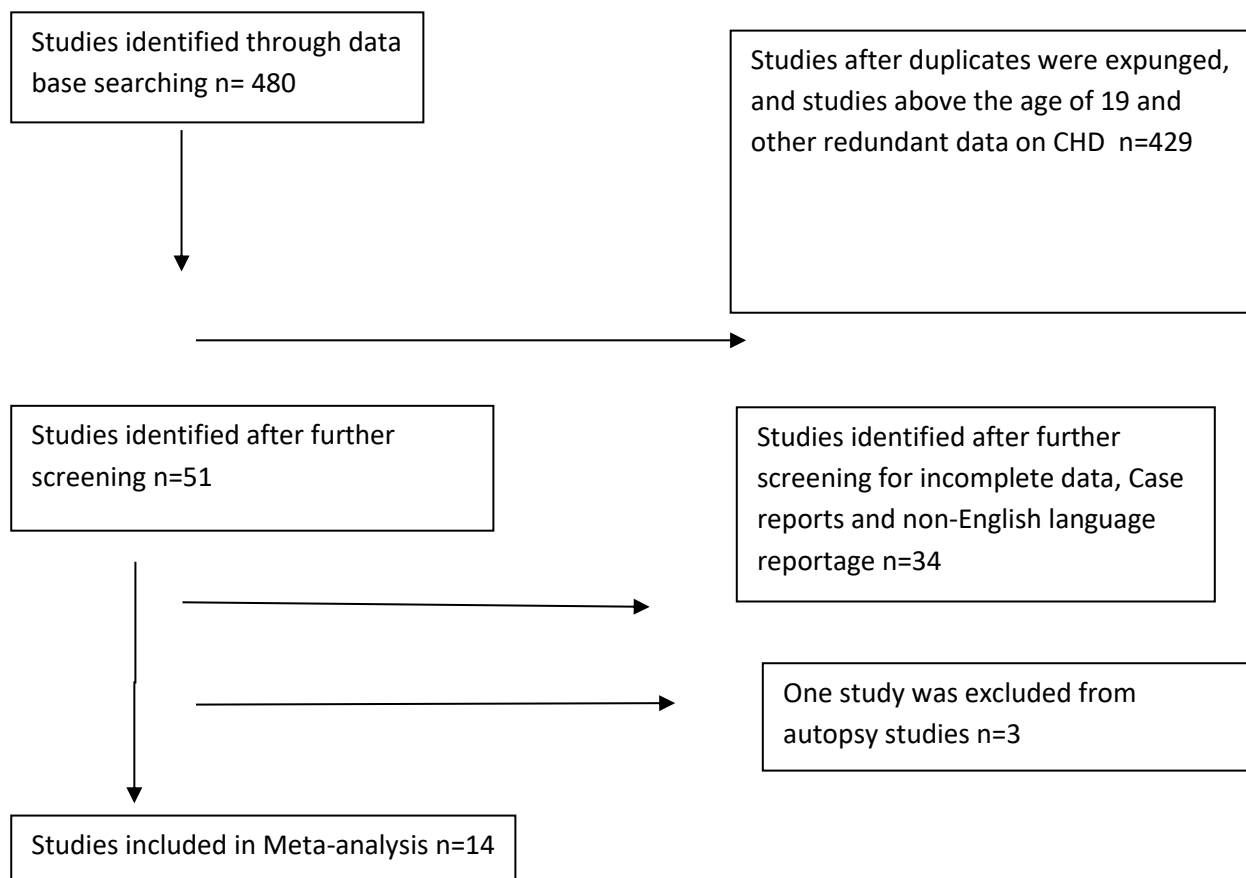 Studies identified through data
base searching n= 480
Studies after duplicates were expunged,
and studies above the age of 19 and
other redundant data on CHD n=429
Studies identified after further
screening n=51
Studies identified after further
screening for incomplete data, Case
reports and non-English language
reportage n=34
One study was excluded from
autopsy studies n=3
Studies included in Meta-analysis n=14